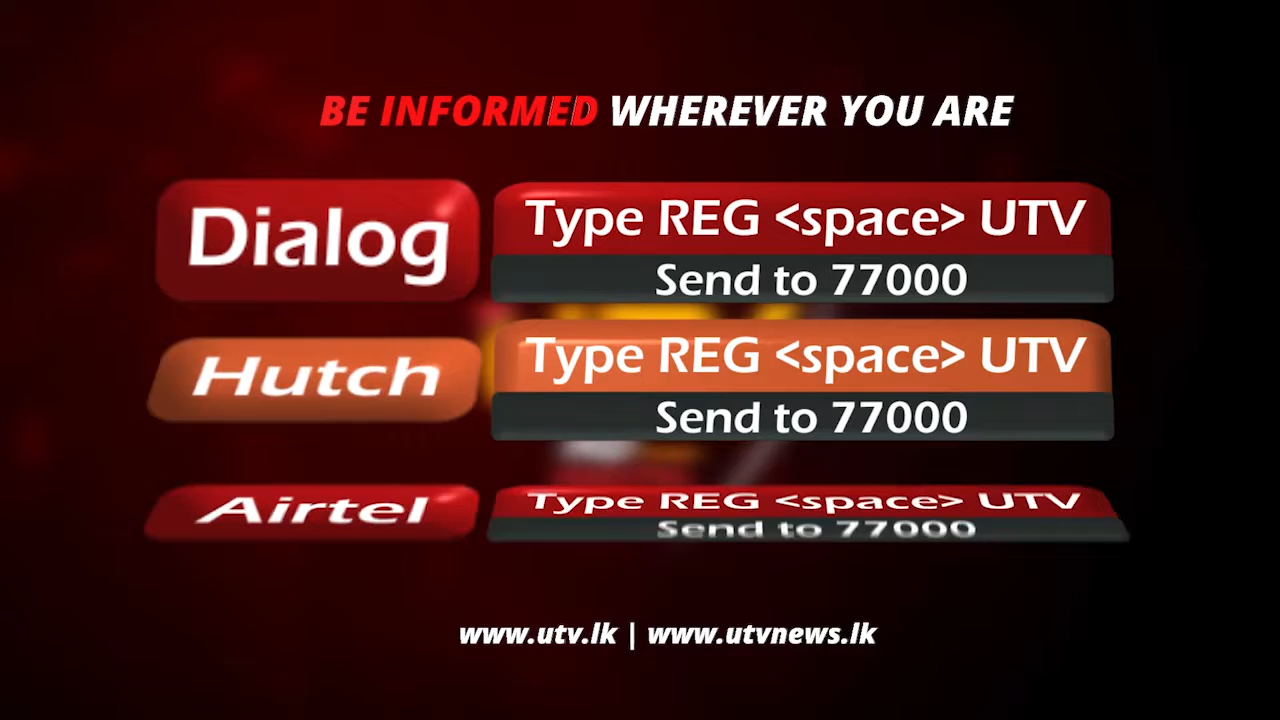 BE INFORMED WHEREVER YOU ARE
Dialog
Type REG <space> UTV
Send to 77000
Hutch
Type REG <space> UTV
Send to 77000
Airtel
Type REG <space> UTV
Send to 77000
www.utv.lk | www.utvnews.lk